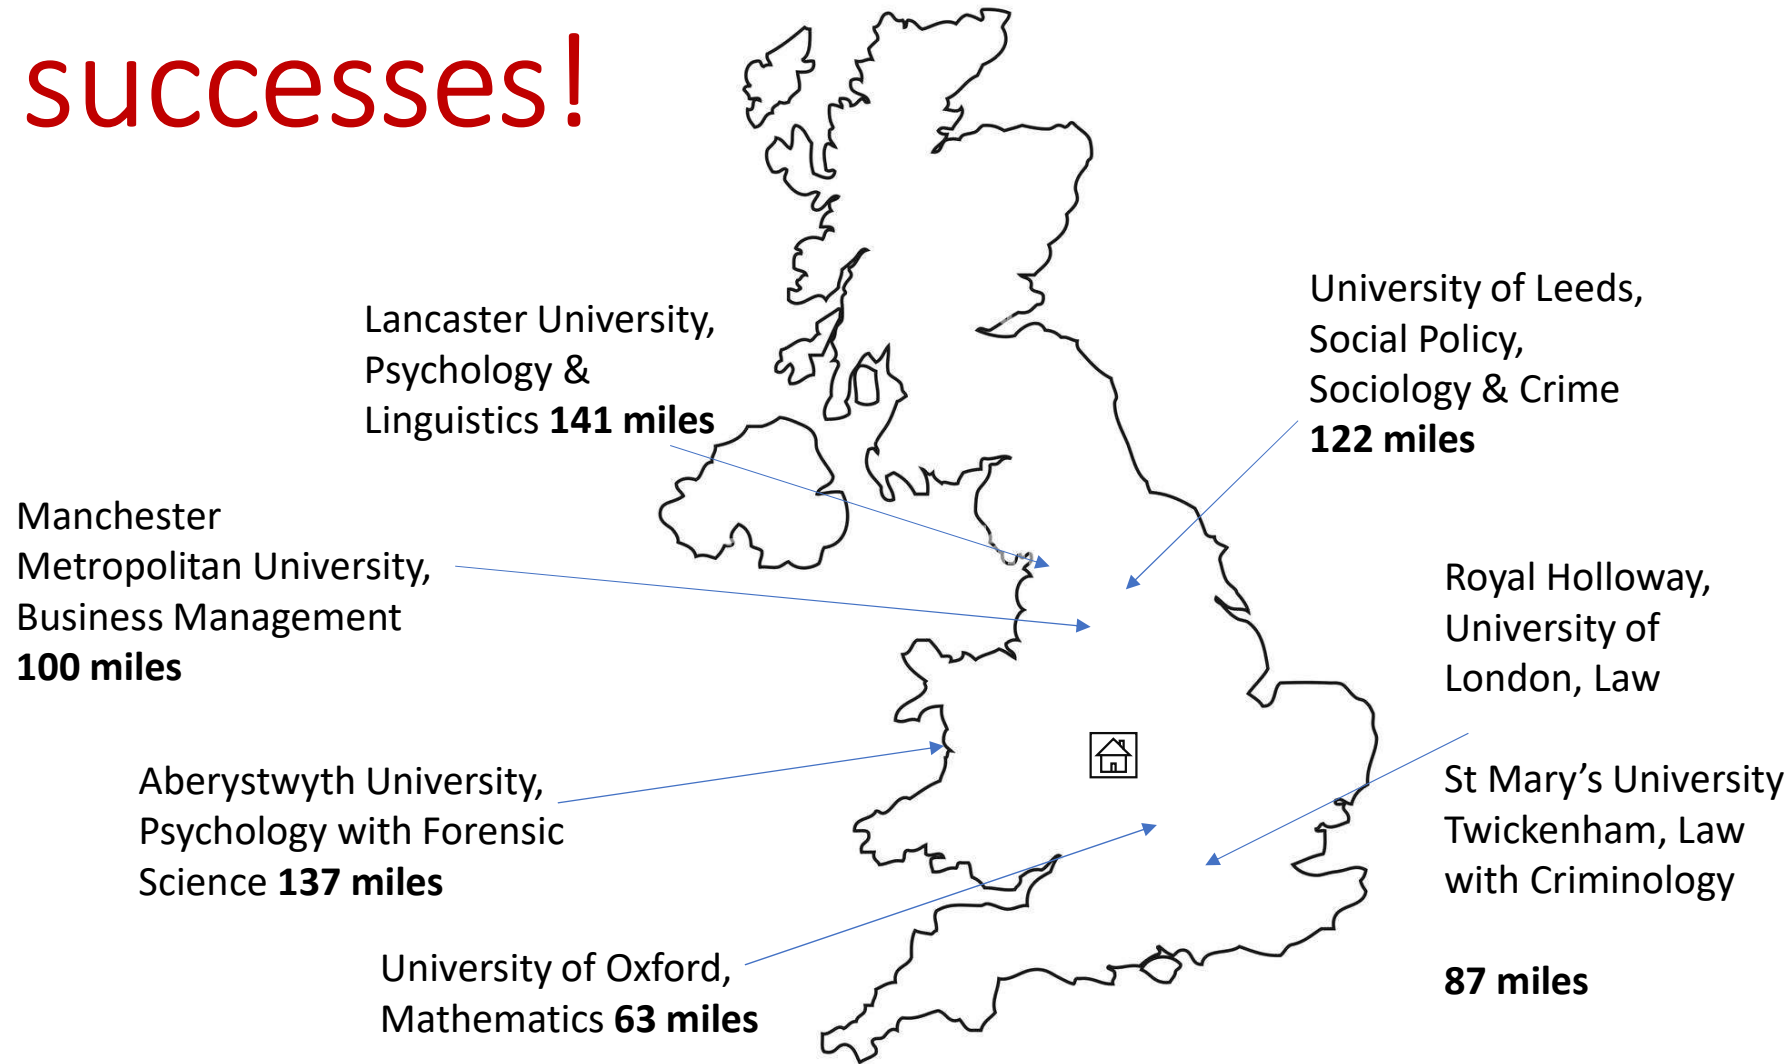 successes!
Lancaster University,
Psychology &
Linguistics 141 miles
University of Leeds,
Social Policy,
Sociology & Crime
122 miles
Manchester
Metropolitan University,
Business Management
100 miles
Royal Holloway,
University of
London, Law
Aberystwyth University,
Psychology with Forensic
Science 137 miles
St Mary’s University
Twickenham, Law
with Criminology
87 miles
University of Oxford,
Mathematics 63 miles